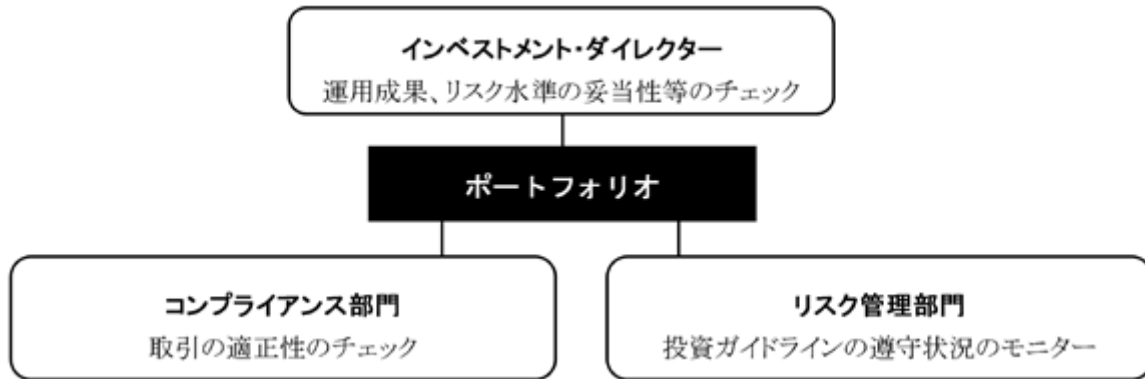 インベストメント・ダイレクター
運用成果、リスク水準の妥当性等のチェック
ポートフォリオ
コンプライアンス部門
取引の適正性のチェック
リスク管理部門
投資ガイドラインの遵守状況のモニター